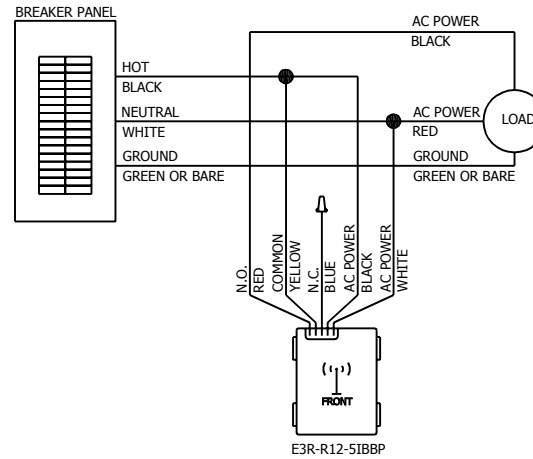 BREAKER PANEL
AC POWER
BLACK
HOT
BLACK
NEUTRAL
WHITE
AC POWER
RED
LOAD
GROUND
GREEN OR BARE
GROUND
GREEN OR BARE
N.O.
RED
COMMON
YELLOW
N.C.
BLUE
AC POWER
BLACK
AC POWER
WHITE
FRONT
E3R-R12-5IBBP